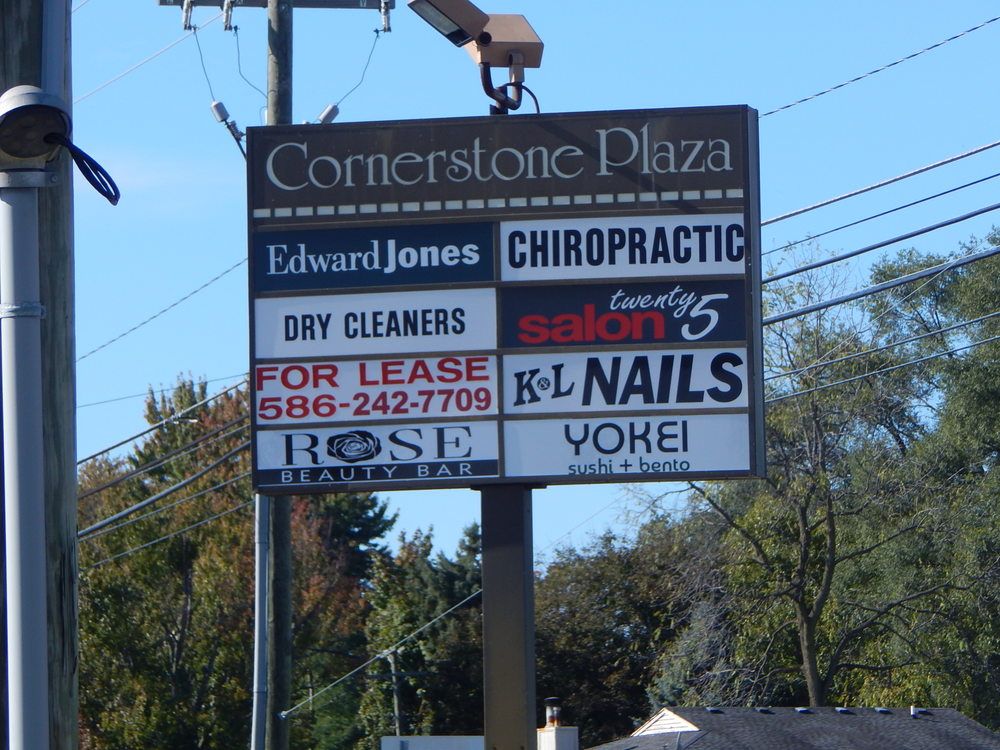 Cornerstone Plaza
Edward Jones
CHIROPRACTIC
DRY CLEANERS
twenty
salon 5
FOR LEASE
586-242-7709
K&L NAILS
ROSE
BEAUTY BAR
YOKEI
sushi + bento